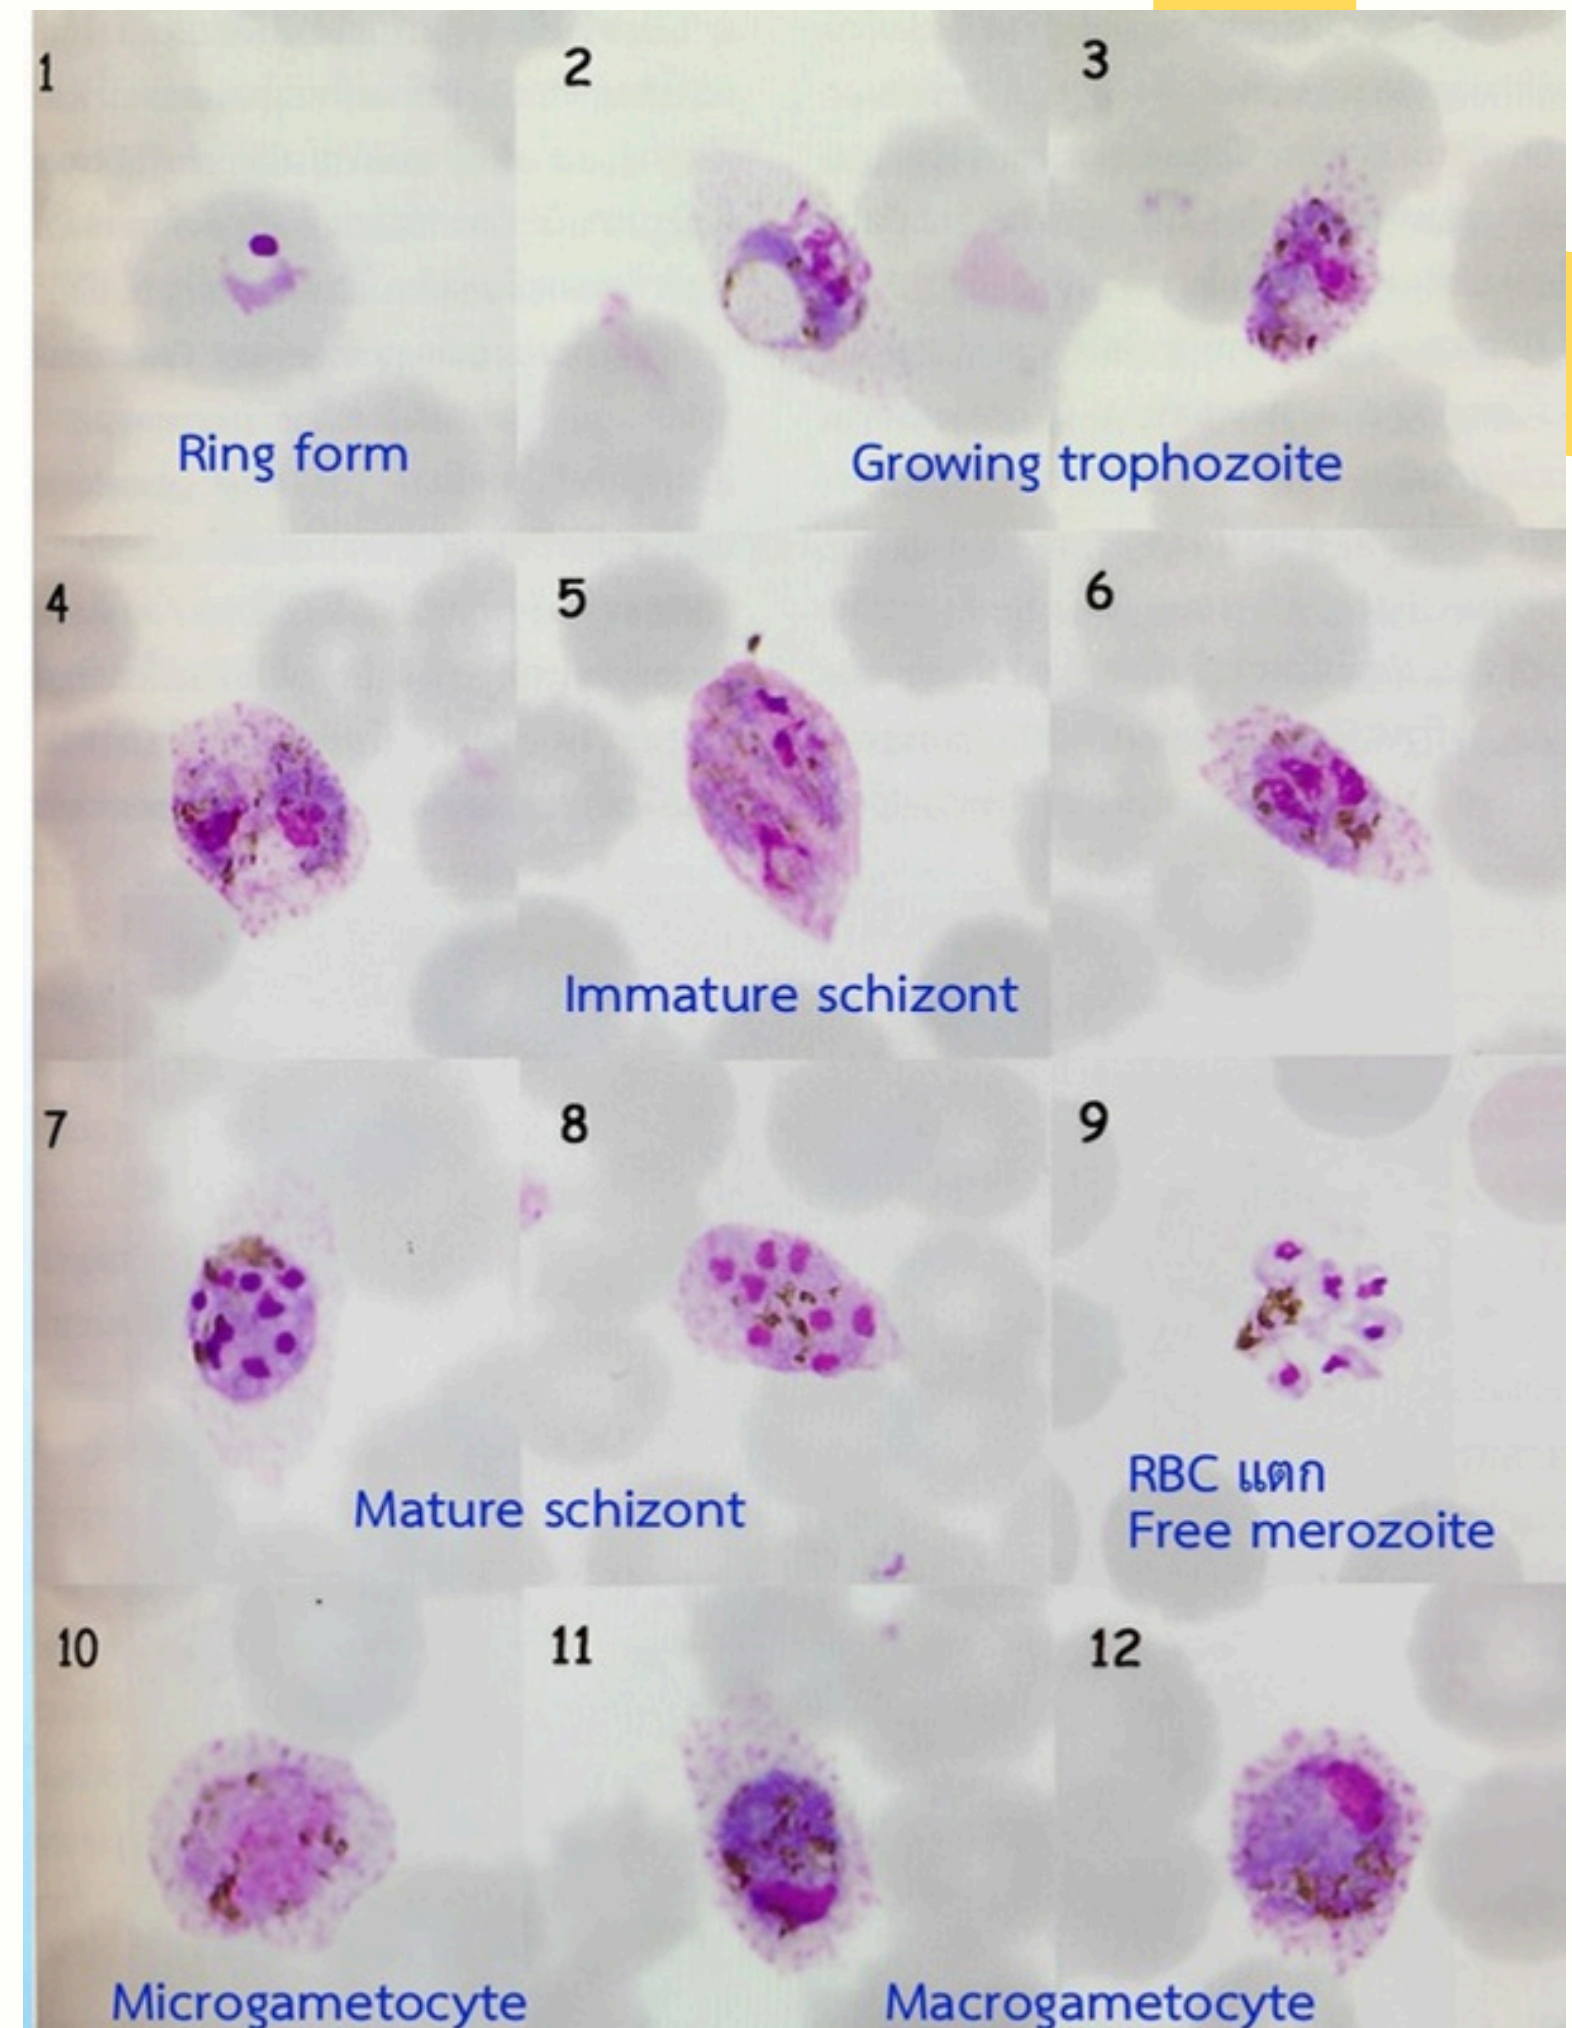 1
2
3
Ring form
Growing trophozoite
4
5
6
Immature schizont
7
8
9
Mature schizont
RBC แตก
Free merozoite
10
11
12
Microgametocyte
Macrogametocyte